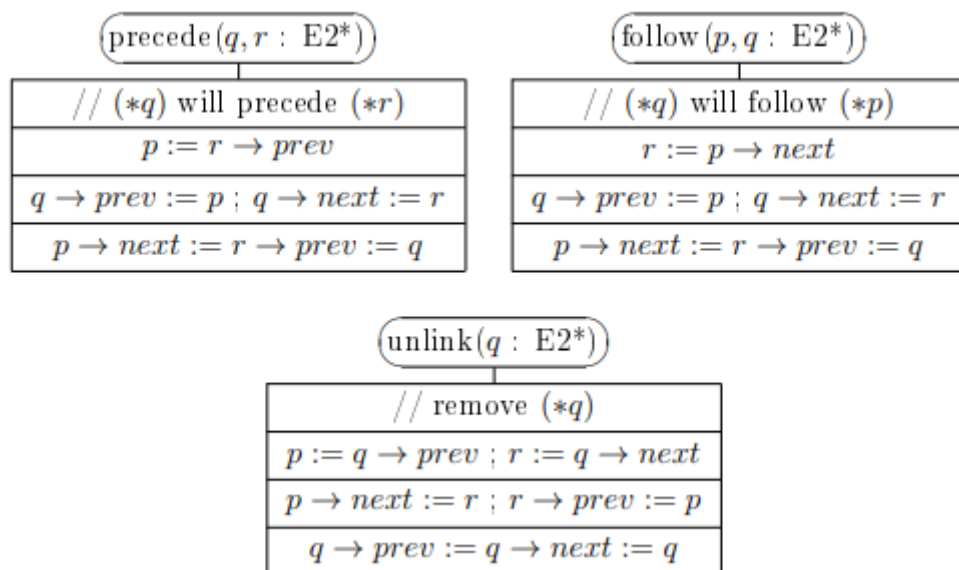 precede(q, r : E2*)
// (*q) will precede (*r)
p := r → prev
q → prev := p ; q → next := r
p → next := r → prev := q
follow(p, q : E2*)
// (*q) will follow (*p)
r := p → next
q → prev := p ; q → next := r
p → next := r → prev := q
unlink(q : E2*)
// remove (*q)
p := q → prev ; r := q → next
p → next := r ; r → prev := p
q → prev := q → next := q